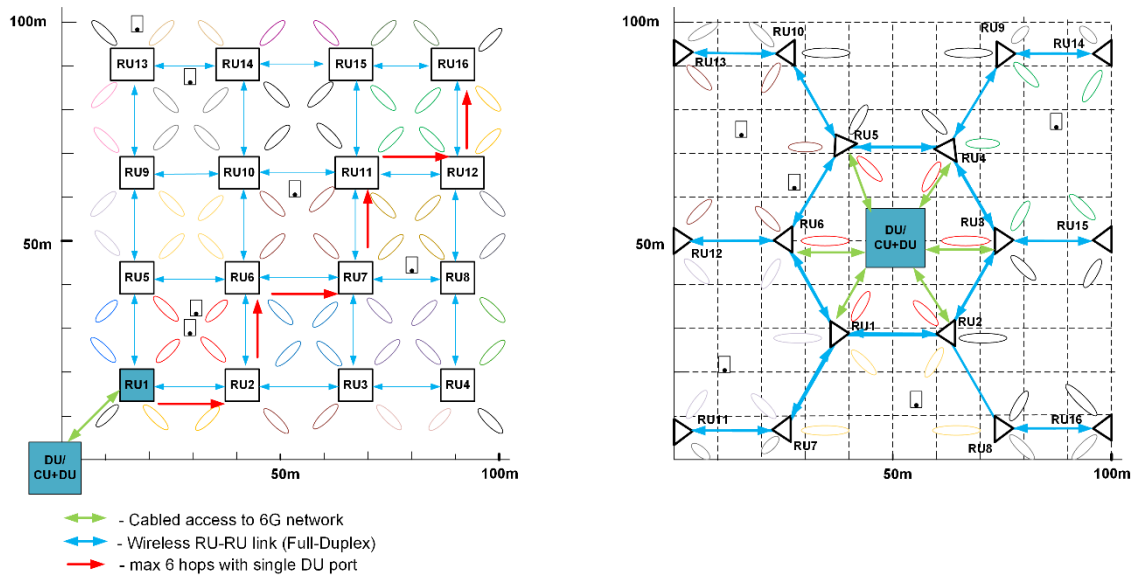 100m
RU13
RU14
RU15
RU16
RU9
RU10
RU11
RU12
50m
RU5
RU6
RU7
RU8
RU1
RU2
RU3
RU4
DU/
CU+DU
50m
100m
- Cabled access to 6G network
- Wireless RU-RU link (Full-Duplex)
- max 6 hops with single DU port
100m
RU10
RU9
RU14
RU13
RU5
RU4
RU6
RU3
DU/
CU+DU
RU15
50m
RU12
RU1
RU2
RU11
RU7
RU8
RU16
50m
100m